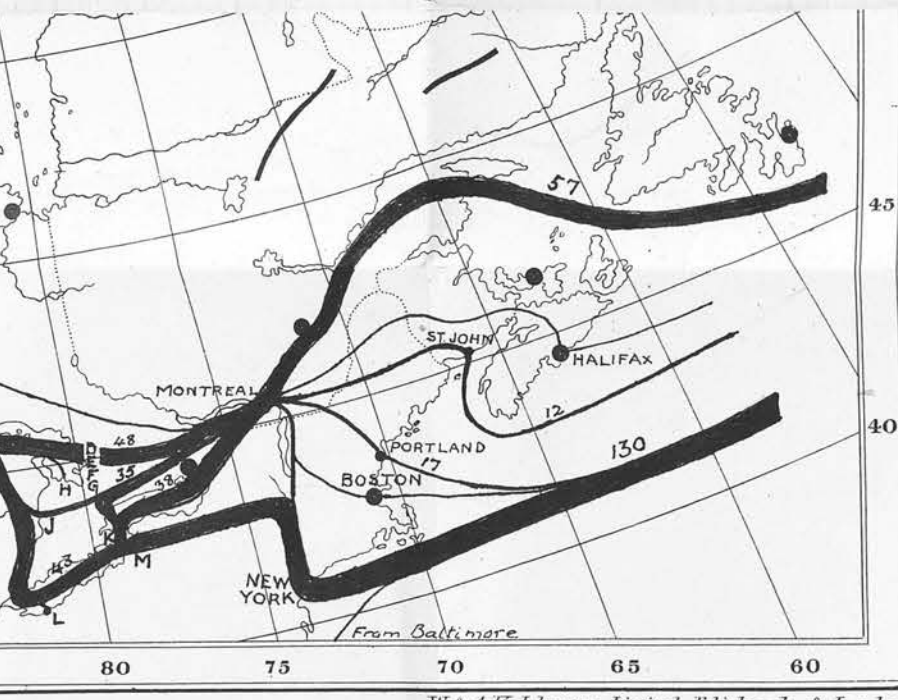 57
45
ST. JOHN
HALIFAX
MONTREAL
12
40
48
130
D
E
F
G
35
PORTLAND
17
H
38
BOSTON
J
K
M
43
NEW
YORK
L
From Baltimore
80 75 70 65 60